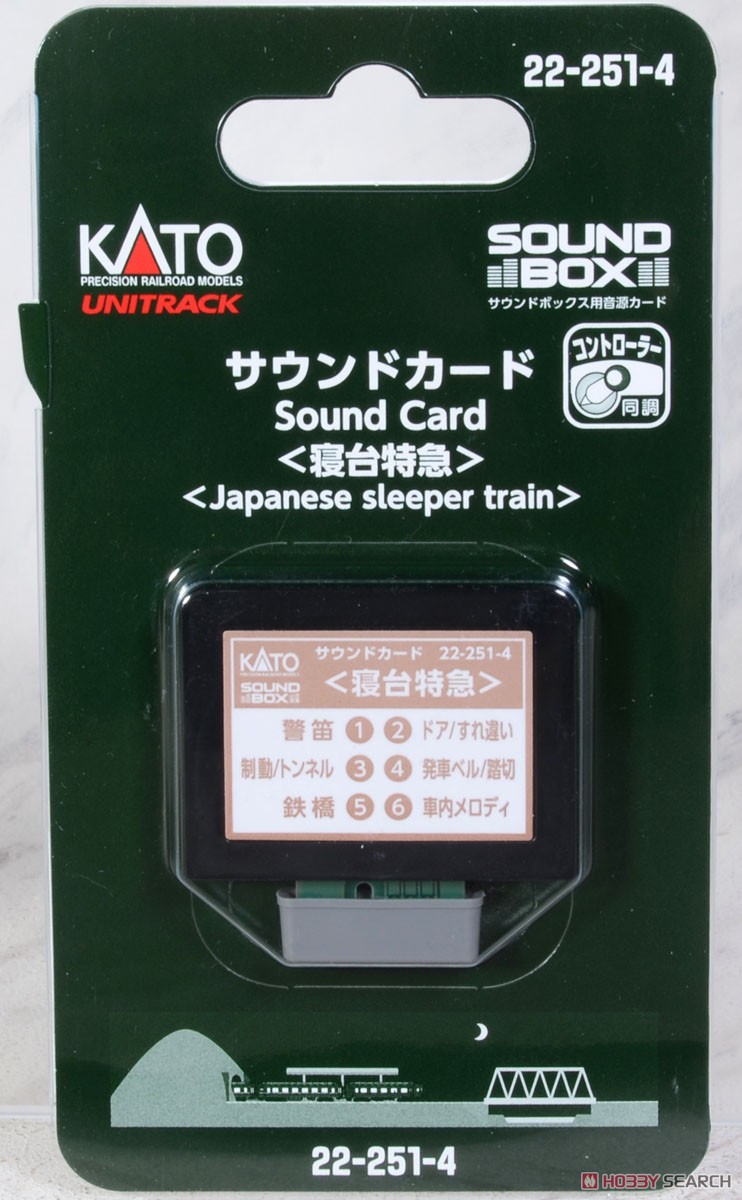 22-251-4
KATO
PRECISION RAILROAD MODELS
UNITRACK
SOUND
BOX
サウンドボックス用音源カード
コントローラー
同調
サウンドカード
Sound Card
<寝台特急>
<Japanese sleeper train>
KATO
PRECISION RAILROAD MODELS
SOUND
BOX
サウンドカード 22-251-4
<寝台特急>
警笛 1 2 ドア/すれ違い
制動/トンネル 3 4 発車ベル/踏切
鉄橋 5 6 車内メロディ
22-251-4
HOBBY SEARCH